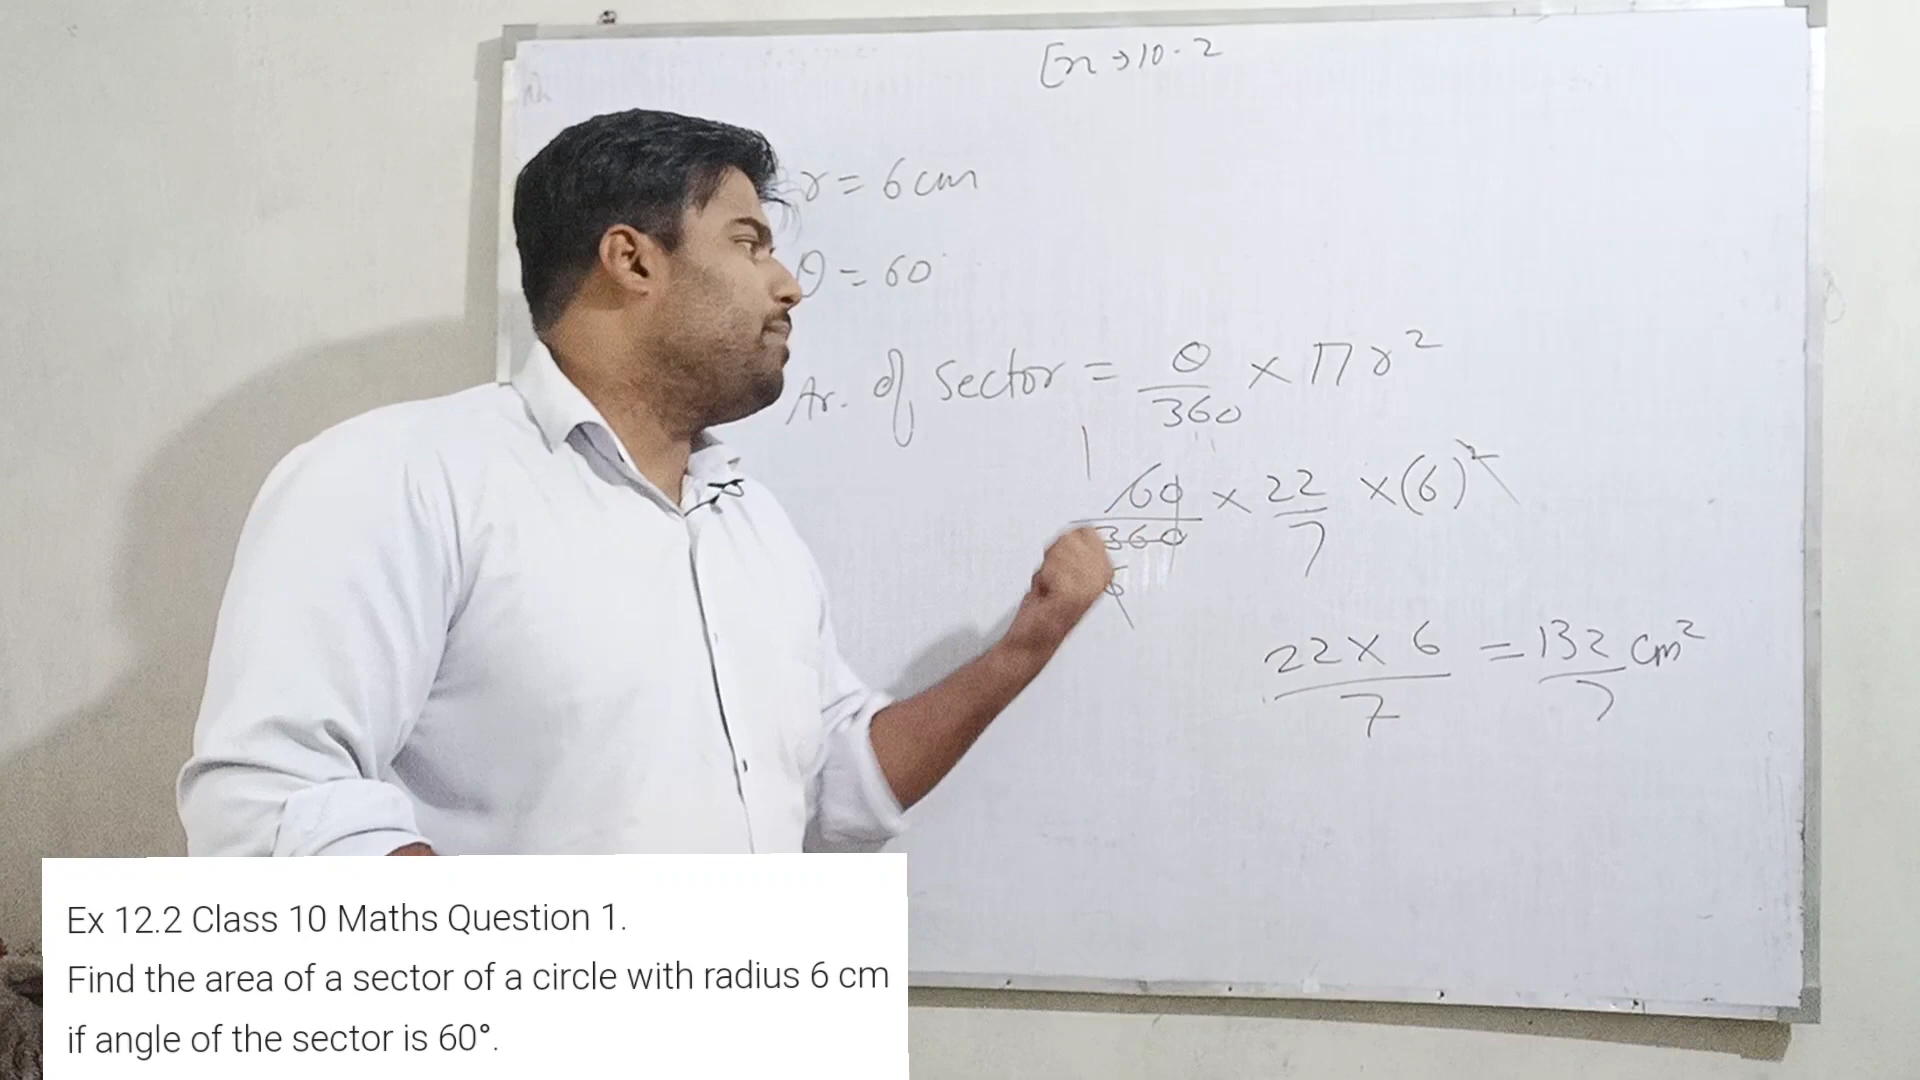 Ex → 10.2
r = 6 cm
θ = 60°
Ar. of sector = θ/360 × πr²
1
60/360 × 22/7 × (6)²
6
22 × 6/7 = 132/7 cm²
Ex 12.2 Class 10 Maths Question 1.
Find the area of a sector of a circle with radius 6 cm
if angle of the sector is 60°.